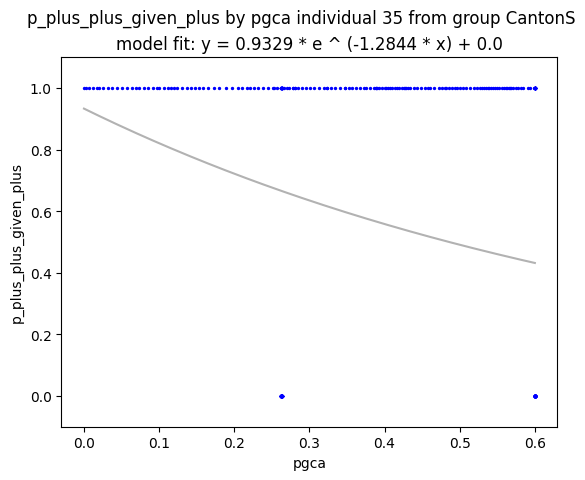 p_plus_plus_given_plus by pgca individual 35 from group CantonS
model fit: y = 0.9329 * e ^ (-1.2844 * x) + 0.0
1.0
0.8
0.6
0.4
0.2
0.0
p_plus_plus_given_plus
0.0 0.1 0.2 0.3 0.4 0.5 0.6
pgca